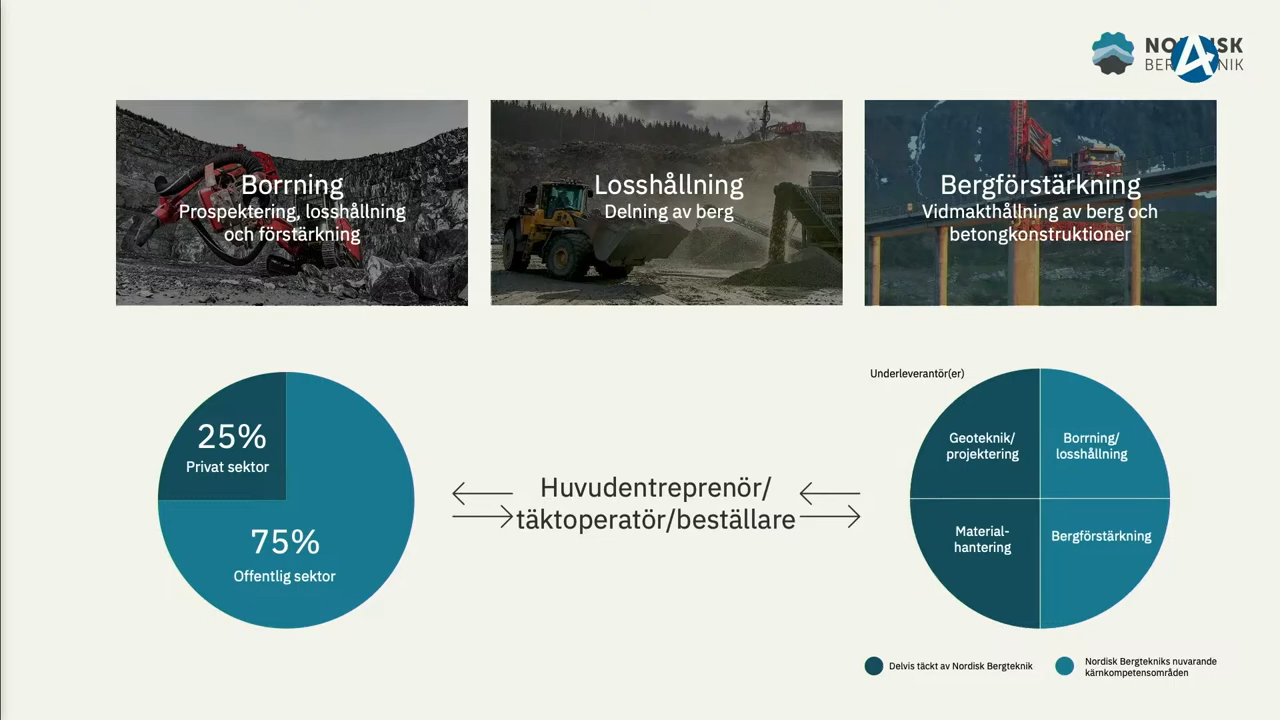 Borrning
Prospektering, losshållning
och förstärkning
Losshållning
Delning av berg
Bergförstärkning
Vidmakthållning av berg och
betongkonstruktioner
25%
Privat sektor
75%
Offentlig sektor
Huvudentreprenör/
täktoperatör/beställare
Underleverantör(er)
Geoteknik/
projektering
Borrning/
losshållning
Material-
hantering
Bergförstärkning
Delvis täckt av Nordisk Bergteknik
Nordisk Bergtekniks nuvarande
kärnkompetensområden